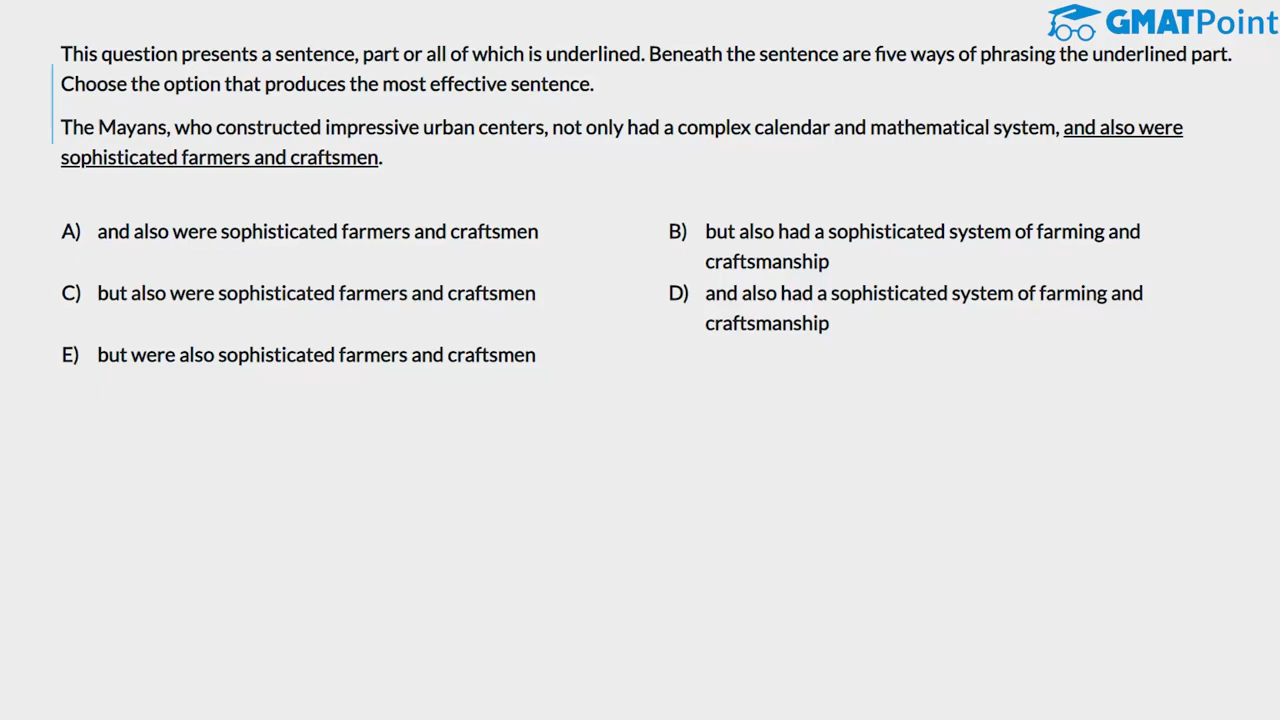 GMATPoint
This question presents a sentence, part or all of which is underlined. Beneath the sentence are five ways of phrasing the underlined part.
Choose the option that produces the most effective sentence.
The Mayans, who constructed impressive urban centers, not only had a complex calendar and mathematical system, and also were
sophisticated farmers and craftsmen.
A) and also were sophisticated farmers and craftsmen
B) but also had a sophisticated system of farming and
craftsmanship
C) but also were sophisticated farmers and craftsmen
D) and also had a sophisticated system of farming and
craftsmanship
E) but were also sophisticated farmers and craftsmen